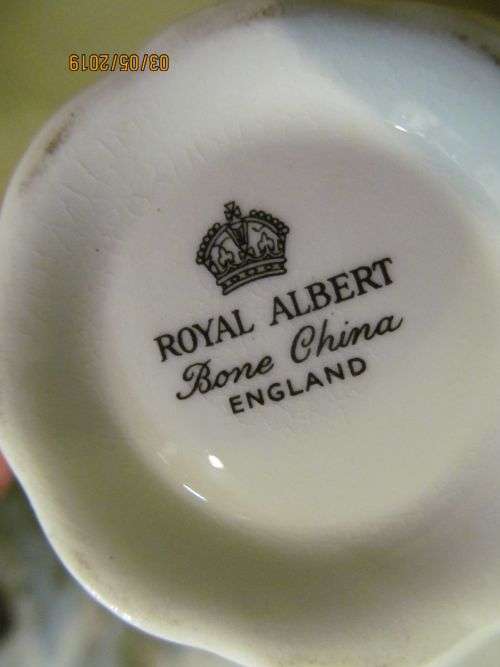 03/05/2019
ROYAL ALBERT
Bone China
ENGLAND